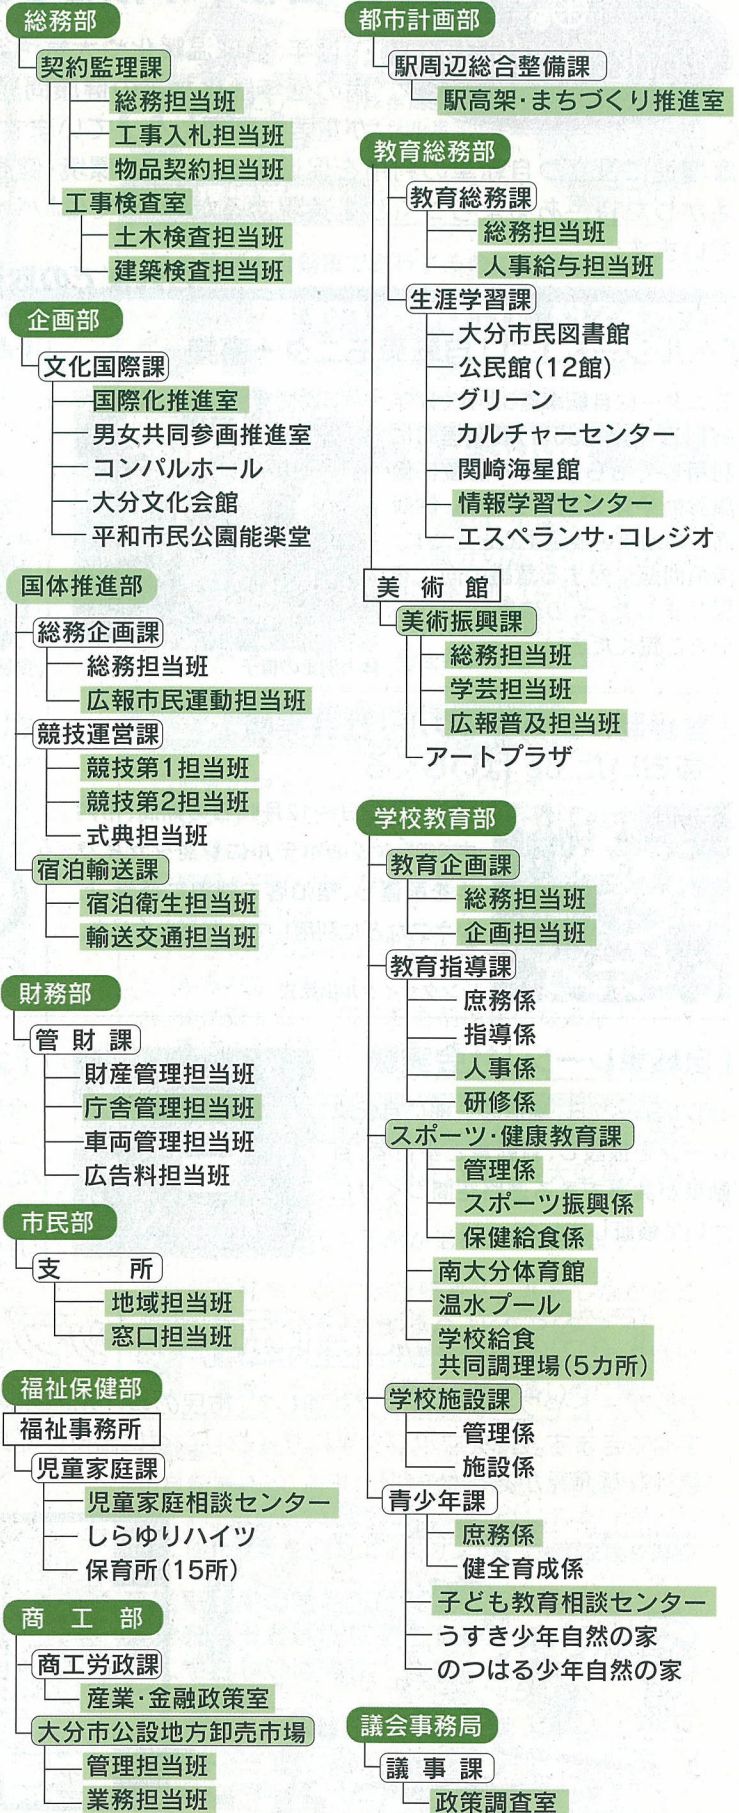 総務部
契約監理課
総務担当班
工事入札担当班
物品契約担当班
工事検査室
土木検査担当班
建築検査担当班
企画部
文化国際課
国際化推進室
男女共同参画推進室
コンパルホール
大分文化会館
平和市民公園能楽堂
国体推進部
総務企画課
総務担当班
広報市民運動担当班
競技運営課
競技第1担当班
競技第2担当班
式典担当班
宿泊輸送課
宿泊衛生担当班
輸送交通担当班
財務部
管財課
財産管理担当班
庁舎管理担当班
車両管理担当班
広告料担当班
市民部
支所
地域担当班
窓口担当班
福祉保健部
福祉事務所
児童家庭課
児童家庭相談センター
しらゆりハイツ
保育所(15所)
商工部
商工労政課
産業・金融政策室
大分市公設地方卸売市場
管理担当班
業務担当班
都市計画部
駅周辺総合整備課
駅高架・まちづくり推進室
教育総務部
教育総務課
総務担当班
人事給与担当班
生涯学習課
大分市民図書館
公民館(12館)
グリーン
カルチャーセンター
関崎海星館
情報学習センター
エスペランサ・コレジオ
美術館
美術振興課
総務担当班
学芸担当班
広報普及担当班
アートプラザ
学校教育部
教育企画課
総務担当班
企画担当班
教育指導課
庶務係
指導係
人事係
研修係
スポーツ・健康教育課
管理係
スポーツ振興係
保健給食係
南大分体育館
温水プール
学校給食
共同調理場(5カ所)
学校施設課
管理係
施設係
青少年課
庶務係
健全育成係
子ども教育相談センター
うすき少年自然の家
のつはる少年自然の家
議会事務局
議事課
政策調査室